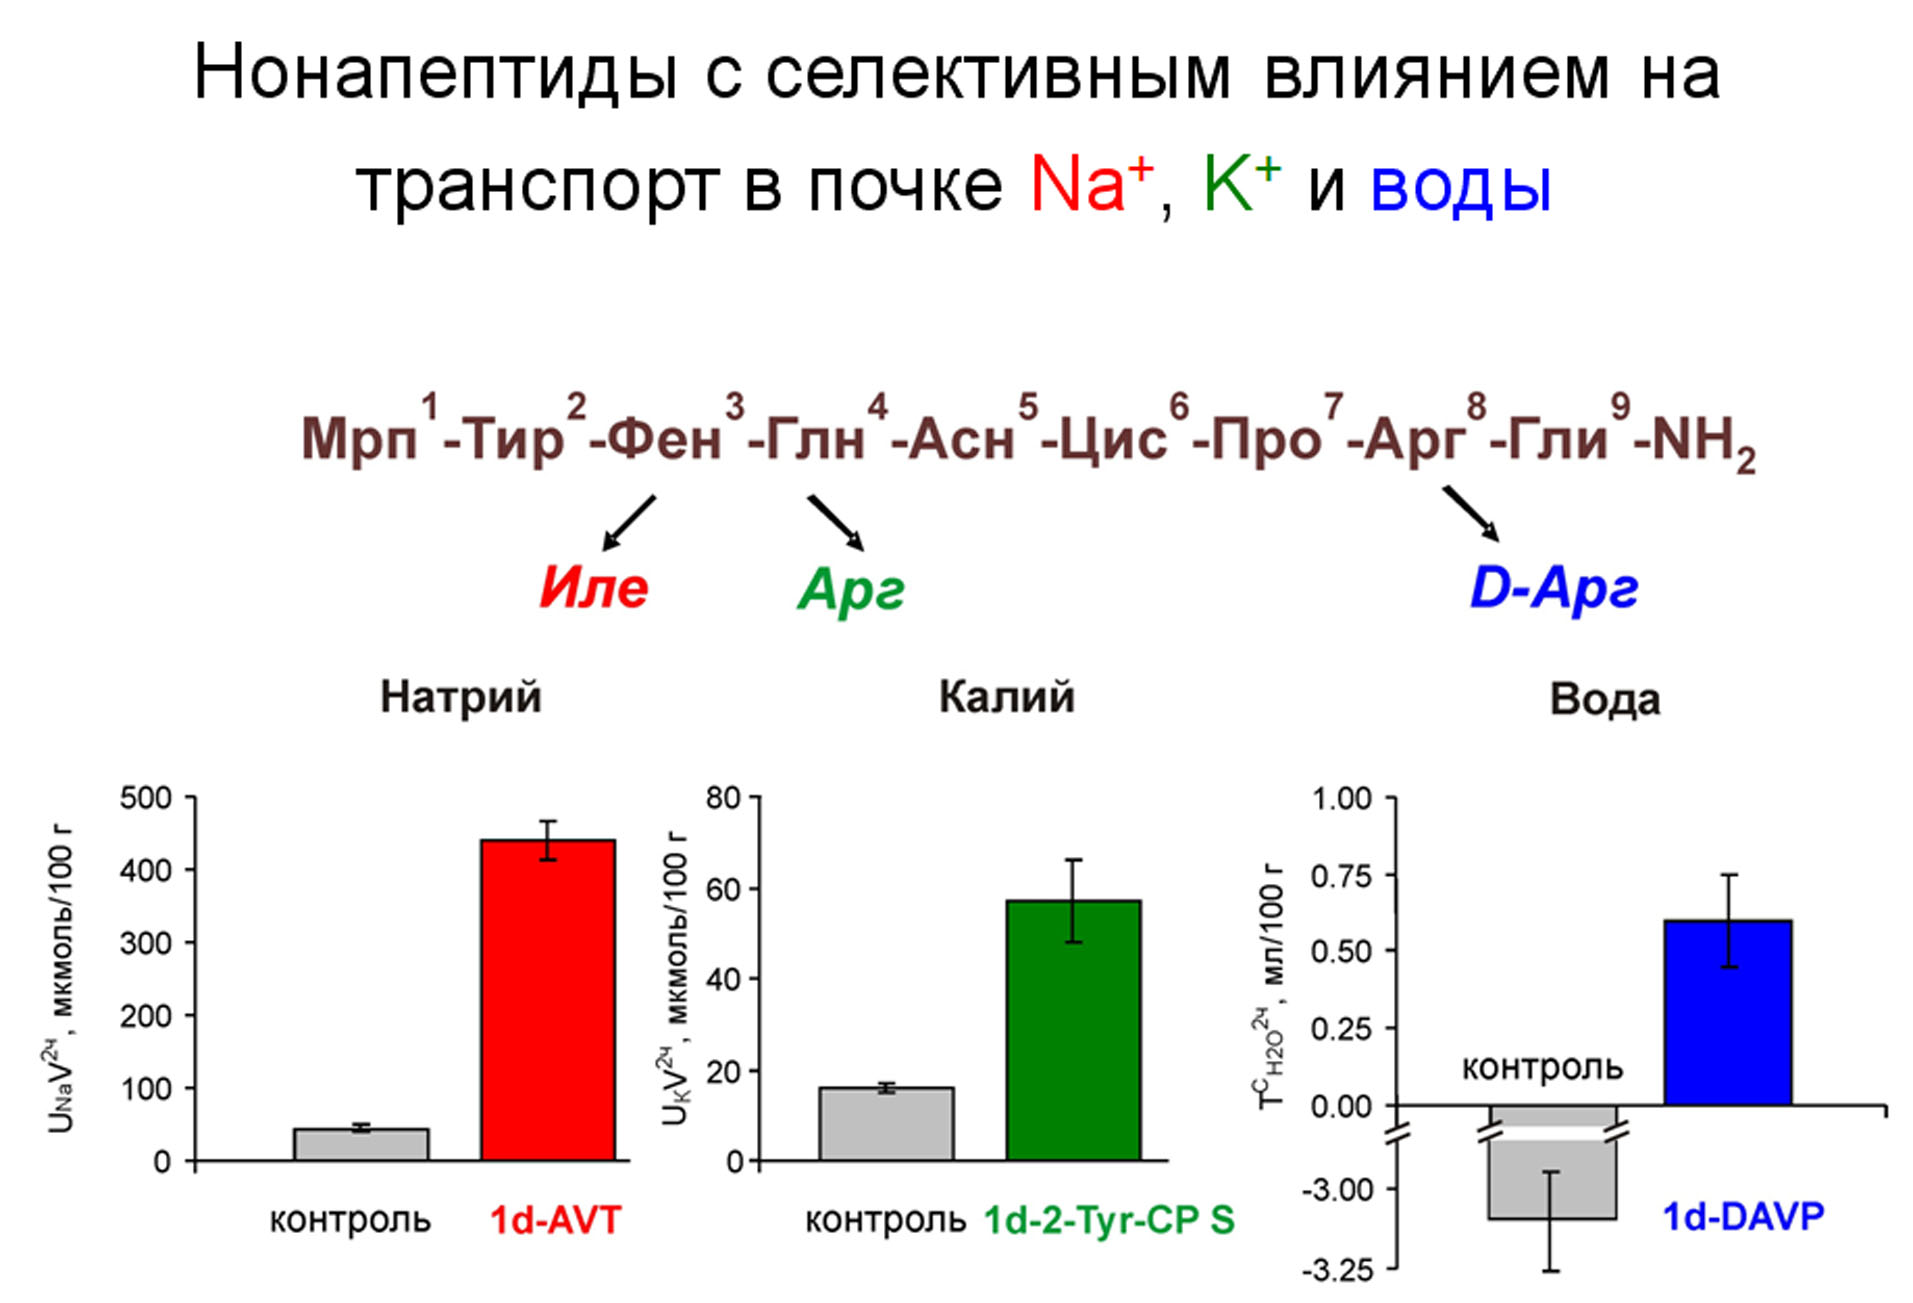 Нонапептиды с селективным влиянием на
транспорт в почке Na⁺, K⁺ и воды
Мрп¹-Тир²-Фен³-Глн⁴-Асн⁵-Цис⁶-Про⁷-Арг⁸-Гли⁹-NH₂
Иле
Арг
D-Арг
Натрий
UNaV²ч, мкмоль/100 г
500
400
300
200
100
0
контроль
1d-AVT
Калий
UKV²ч, мкмоль/100 г
80
60
40
20
0
контроль
1d-2-Tyr-CP S
Вода
TCH2O2ч, мл/100 г
1.00
0.75
0.50
0.25
0.00
-3.00
-3.25
контроль
1d-DAVP